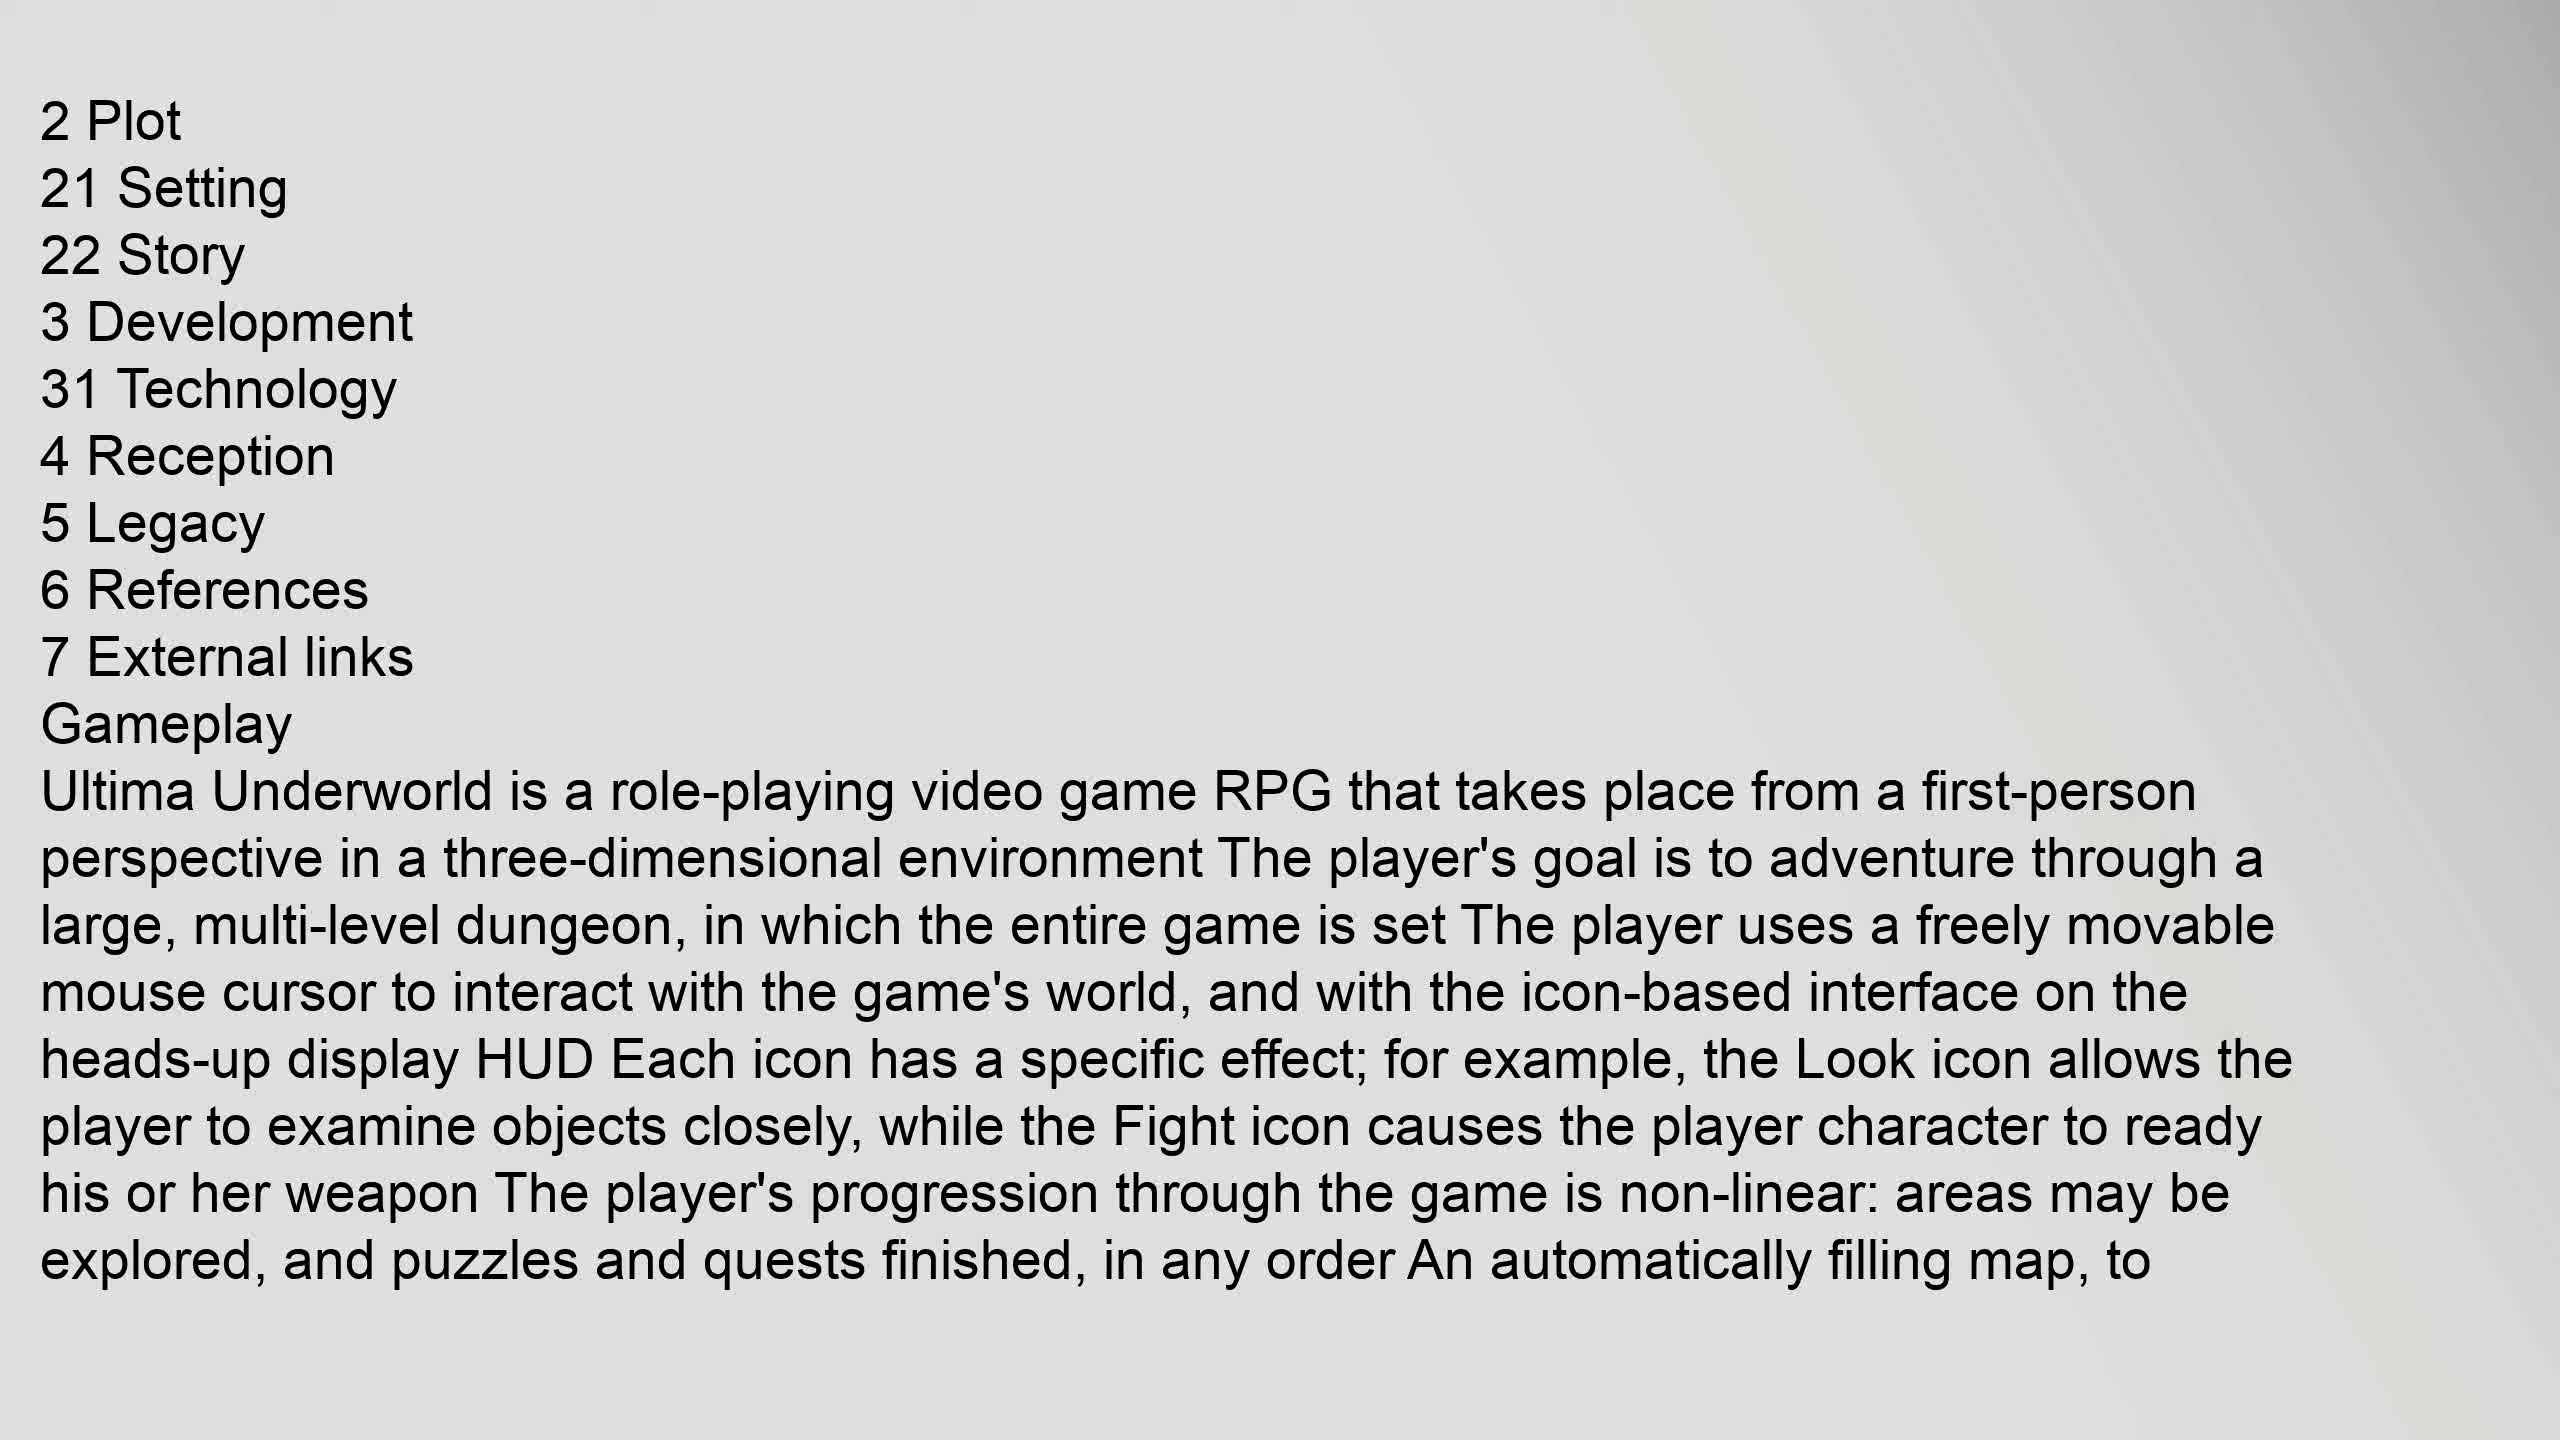 2 Plot
21 Setting
22 Story
3 Development
31 Technology
4 Reception
5 Legacy
6 References
7 External links
Gameplay
Ultima Underworld is a role-playing video game RPG that takes place from a first-person
perspective in a three-dimensional environment The player's goal is to adventure through a
large, multi-level dungeon, in which the entire game is set The player uses a freely movable
mouse cursor to interact with the game's world, and with the icon-based interface on the
heads-up display HUD Each icon has a specific effect; for example, the Look icon allows the
player to examine objects closely, while the Fight icon causes the player character to ready
his or her weapon The player's progression through the game is non-linear: areas may be
explored, and puzzles and quests finished, in any order An automatically filling map, to